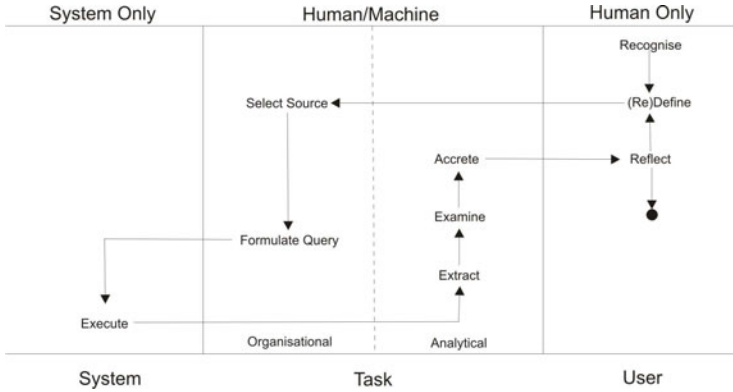 System Only
Human/Machine
Human Only
Recognise
Select Source
(Re)Define
Accrete
Reflect
Examine
Formulate Query
Extract
Execute
Organisational
Analytical
System
Task
User